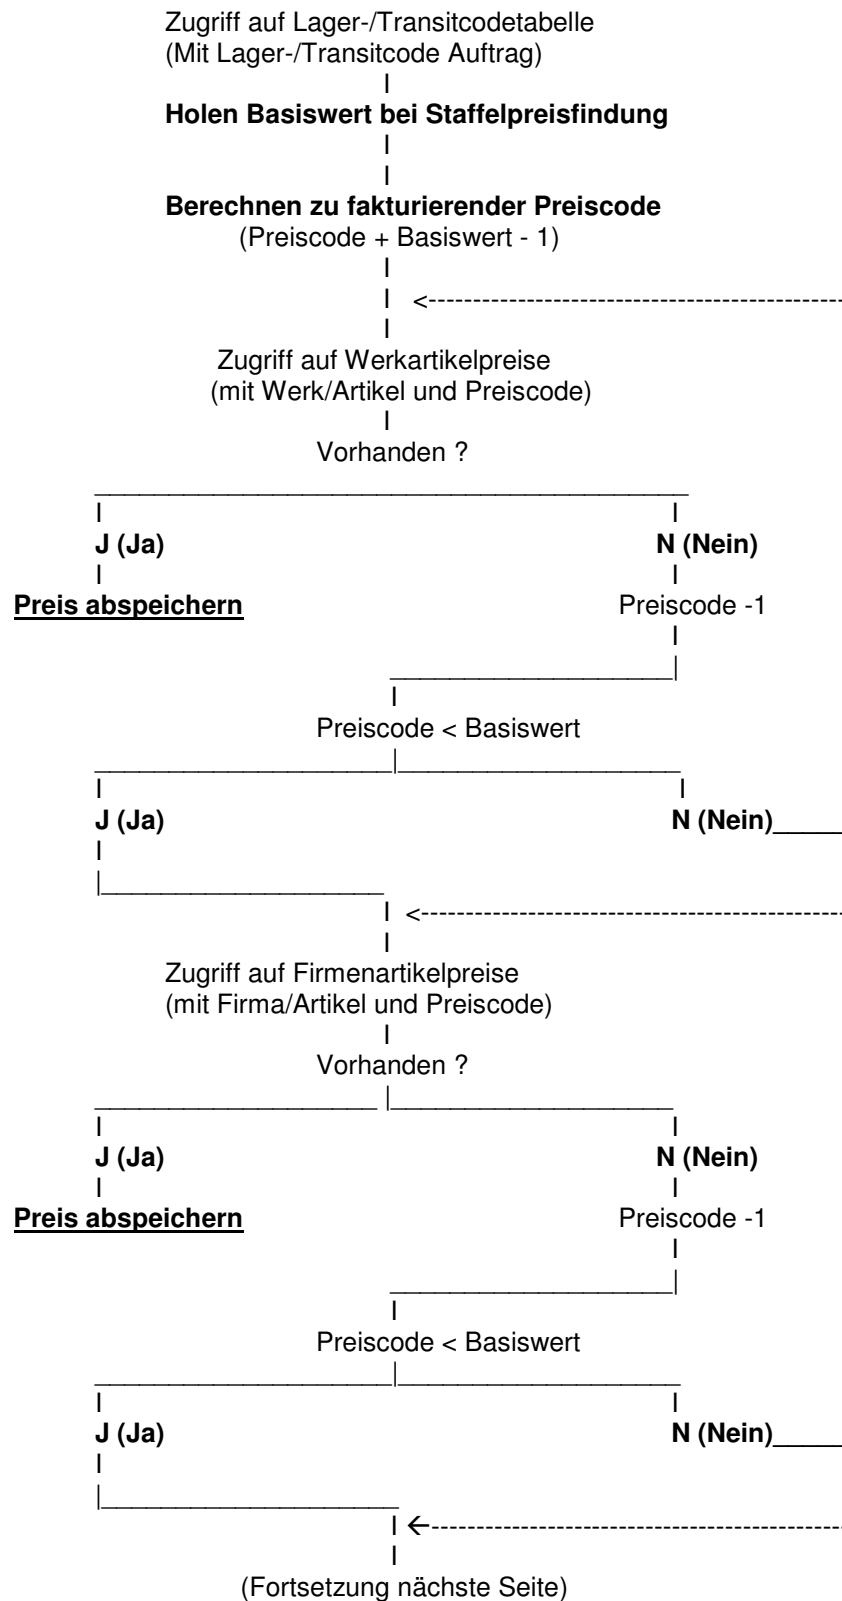 Zugriff auf Lager-/Transitcodetabelle
(Mit Lager-/Transitcode Auftrag)
Holen Basiswert bei Staffelpreisfindung
Berechnen zu fakturierender Preiscode
(Preiscode + Basiswert - 1)
<-----------------------------------------------
Zugriff auf Werkartikelpreise
(mit Werk/Artikel und Preiscode)
Vorhanden ?
J (Ja) N (Nein)
Preis abspeichern Preiscode -1
Preiscode < Basiswert
J (Ja) N (Nein)_____
<-----------------------------------------------
Zugriff auf Firmenartikelpreise
(mit Firma/Artikel und Preiscode)
Vorhanden ?
J (Ja) N (Nein)
Preis abspeichern Preiscode -1
Preiscode < Basiswert
J (Ja) N (Nein)_____
←-----------------------------------------------
(Fortsetzung nächste Seite)